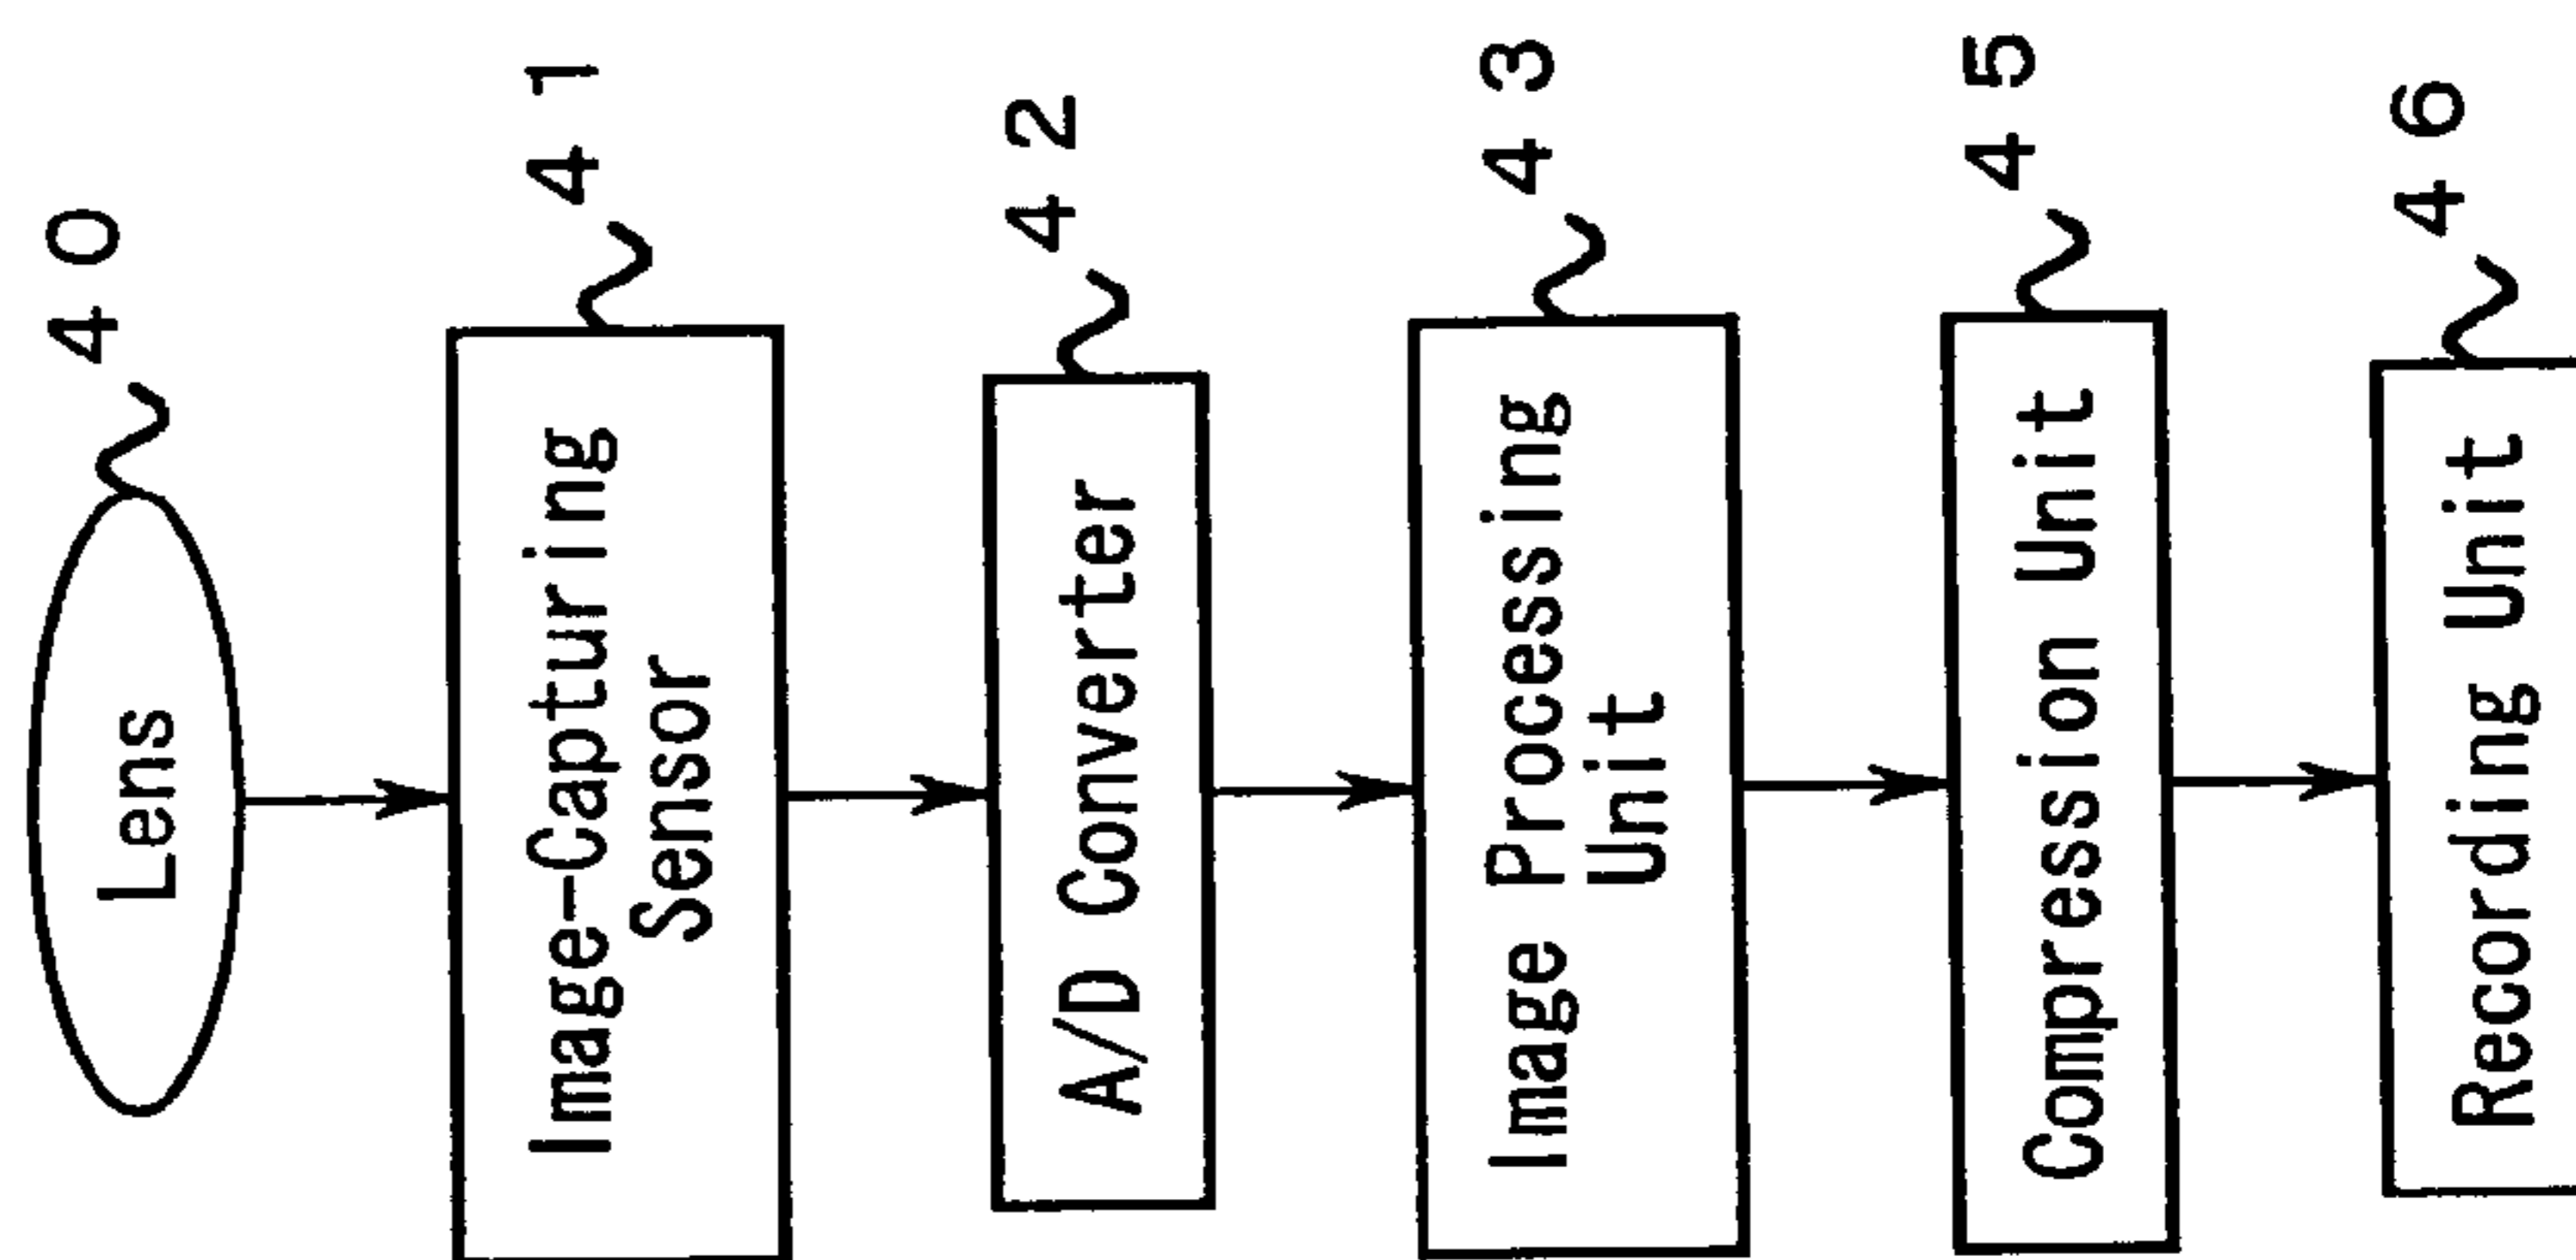 40
Lens
41
Image-Capturing
Sensor
42
A/D Converter
43
Image Processing
Unit
45
Compression Unit
46
Recording Unit